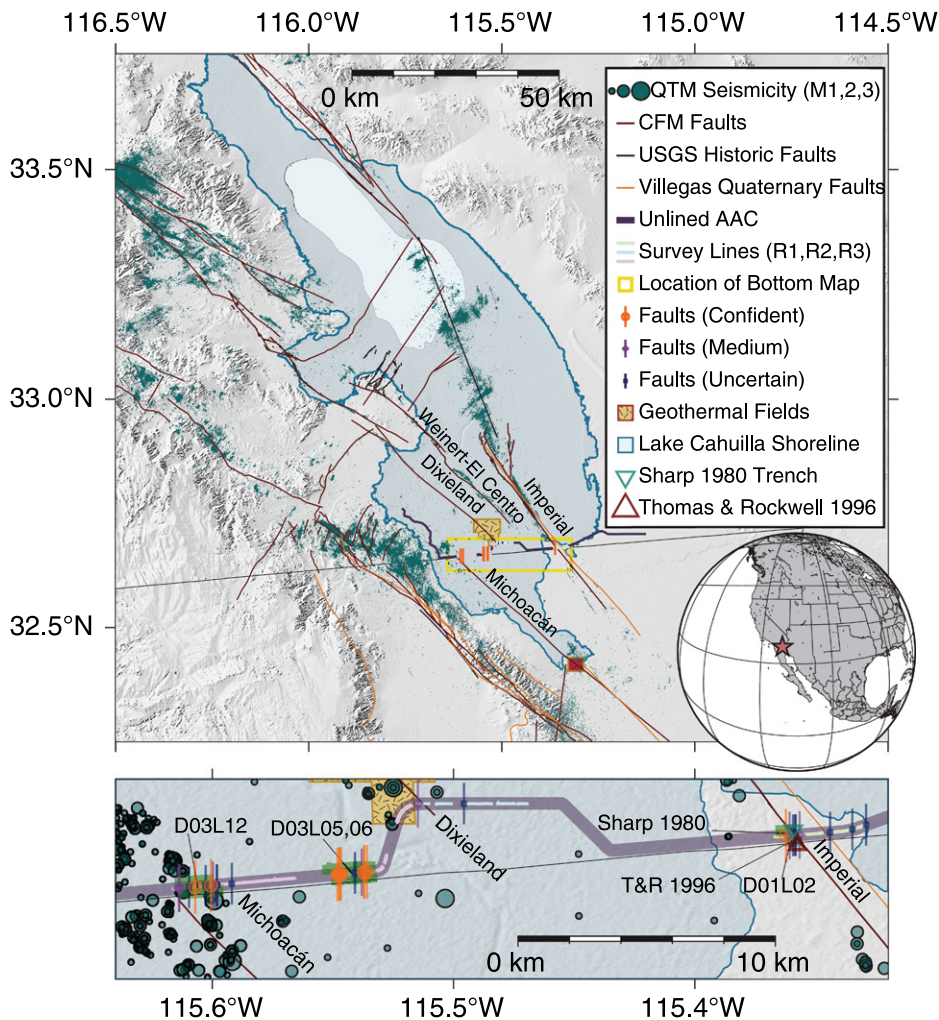 116.5°W 116.0°W 115.5°W 115.0°W 114.5°W
0 km 50 km
33.5°N
33.0°N
32.5°N
QTM Seismicity (M1,2,3)
CFM Faults
USGS Historic Faults
Villegas Quaternary Faults
Unlined AAC
Survey Lines (R1,R2,R3)
Location of Bottom Map
Faults (Confident)
Faults (Medium)
Faults (Uncertain)
Geothermal Fields
Lake Cahuilla Shoreline
Sharp 1980 Trench
Thomas & Rockwell 1996
Weinert-El Centro
Dixieland
Imperial
Michoacán
D03L12
D03L05,06
Dixieland
Sharp 1980
T&R 1996
D01L02
Imperial
Michoacán
0 km 10 km
115.6°W 115.5°W 115.4°W